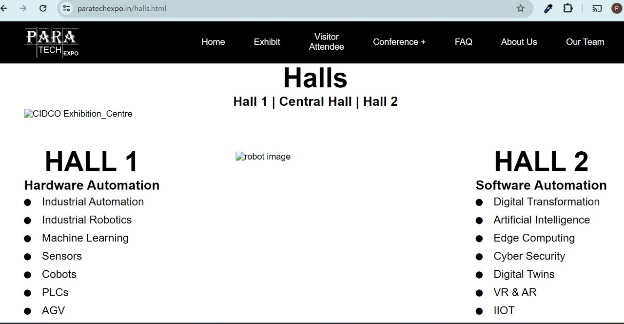 paratechexpo.in/halls.html
P
PARA
TECH EXPO
Home
Exhibit
Visitor
Attendee
Conference +
FAQ
About Us
Our Team
Halls
Hall 1 | Central Hall | Hall 2
CIDCO Exhibition_Centre
HALL 1
Hardware Automation
Industrial Automation
Industrial Robotics
Machine Learning
Sensors
Cobots
PLCs
AGV
robot image
HALL 2
Software Automation
Digital Transformation
Artificial Intelligence
Edge Computing
Cyber Security
Digital Twins
VR & AR
IIOT